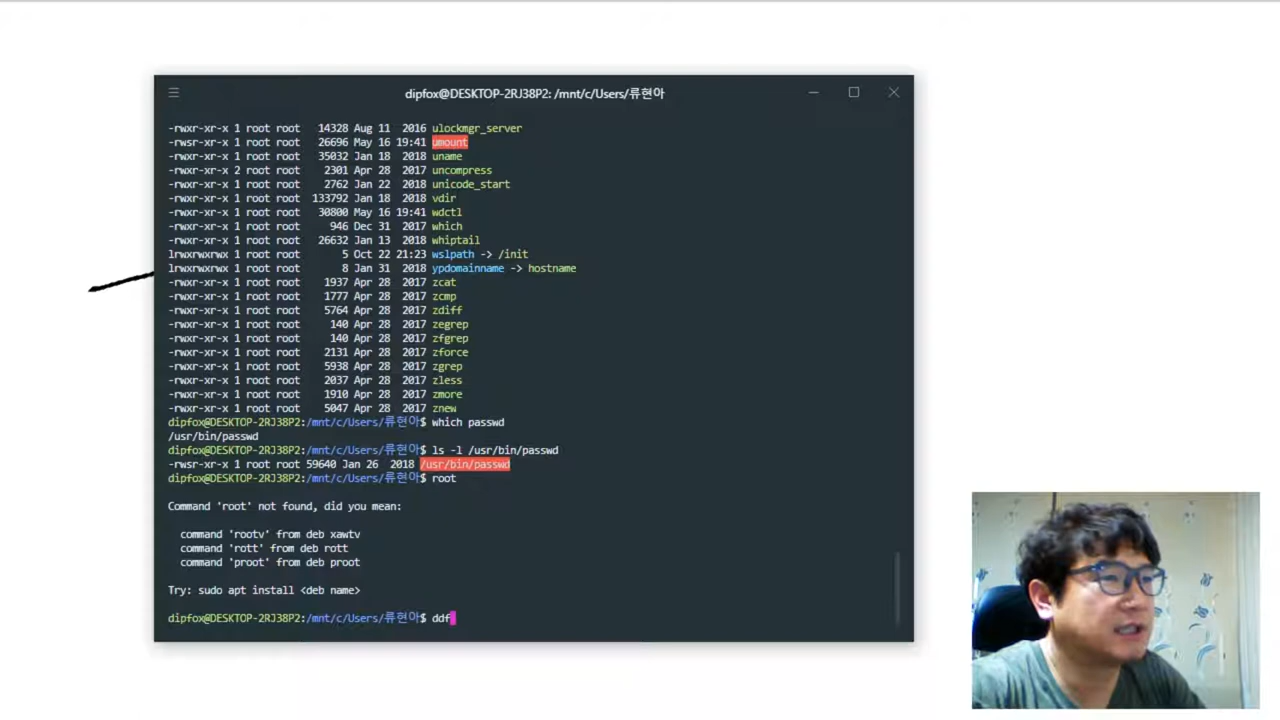 dipfox@DESKTOP-2RJ38P2: /mnt/c/Users/류현아
-rwxr-xr-x 1 root root 14328 Aug 11 2016 ulockmgr_server
-rwsr-xr-x 1 root root 26696 May 16 19:41 umount
-rwxr-xr-x 1 root root 35032 Jan 18 2018 uname
-rwxr-xr-x 2 root root 2301 Apr 28 2017 uncompress
-rwxr-xr-x 1 root root 2762 Jan 22 2018 unicode_start
-rwxr-xr-x 1 root root 133792 Jan 18 2018 vdir
-rwxr-xr-x 1 root root 30800 May 16 19:41 wdctl
-rwxr-xr-x 1 root root 946 Dec 31 2017 which
-rwxr-xr-x 1 root root 26632 Jan 13 2018 whiptail
lrwxrwxrwx 1 root root 5 Oct 22 21:23 wslpath -> /init
lrwxrwxrwx 1 root root 8 Jan 31 2018 ypdomainname -> hostname
-rwxr-xr-x 1 root root 1937 Apr 28 2017 zcat
-rwxr-xr-x 1 root root 1777 Apr 28 2017 zcmp
-rwxr-xr-x 1 root root 5764 Apr 28 2017 zdiff
-rwxr-xr-x 1 root root 140 Apr 28 2017 zegrep
-rwxr-xr-x 1 root root 140 Apr 28 2017 zfgrep
-rwxr-xr-x 1 root root 2131 Apr 28 2017 zforce
-rwxr-xr-x 1 root root 5938 Apr 28 2017 zgrep
-rwxr-xr-x 1 root root 2037 Apr 28 2017 zless
-rwxr-xr-x 1 root root 1910 Apr 28 2017 zmore
-rwxr-xr-x 1 root root 5047 Apr 28 2017 znew
dipfox@DESKTOP-2RJ38P2:/mnt/c/Users/류현아$ which passwd
/usr/bin/passwd
dipfox@DESKTOP-2RJ38P2:/mnt/c/Users/류현아$ ls -l /usr/bin/passwd
-rwsr-xr-x 1 root root 59640 Jan 26 2018 /usr/bin/passwd
dipfox@DESKTOP-2RJ38P2:/mnt/c/Users/류현아$ root
Command 'root' not found, did you mean:
command 'rootv' from deb xawtv
command 'rott' from deb rott
command 'proot' from deb proot
Try: sudo apt install <deb name>
dipfox@DESKTOP-2RJ38P2:/mnt/c/Users/류현아$ ddf